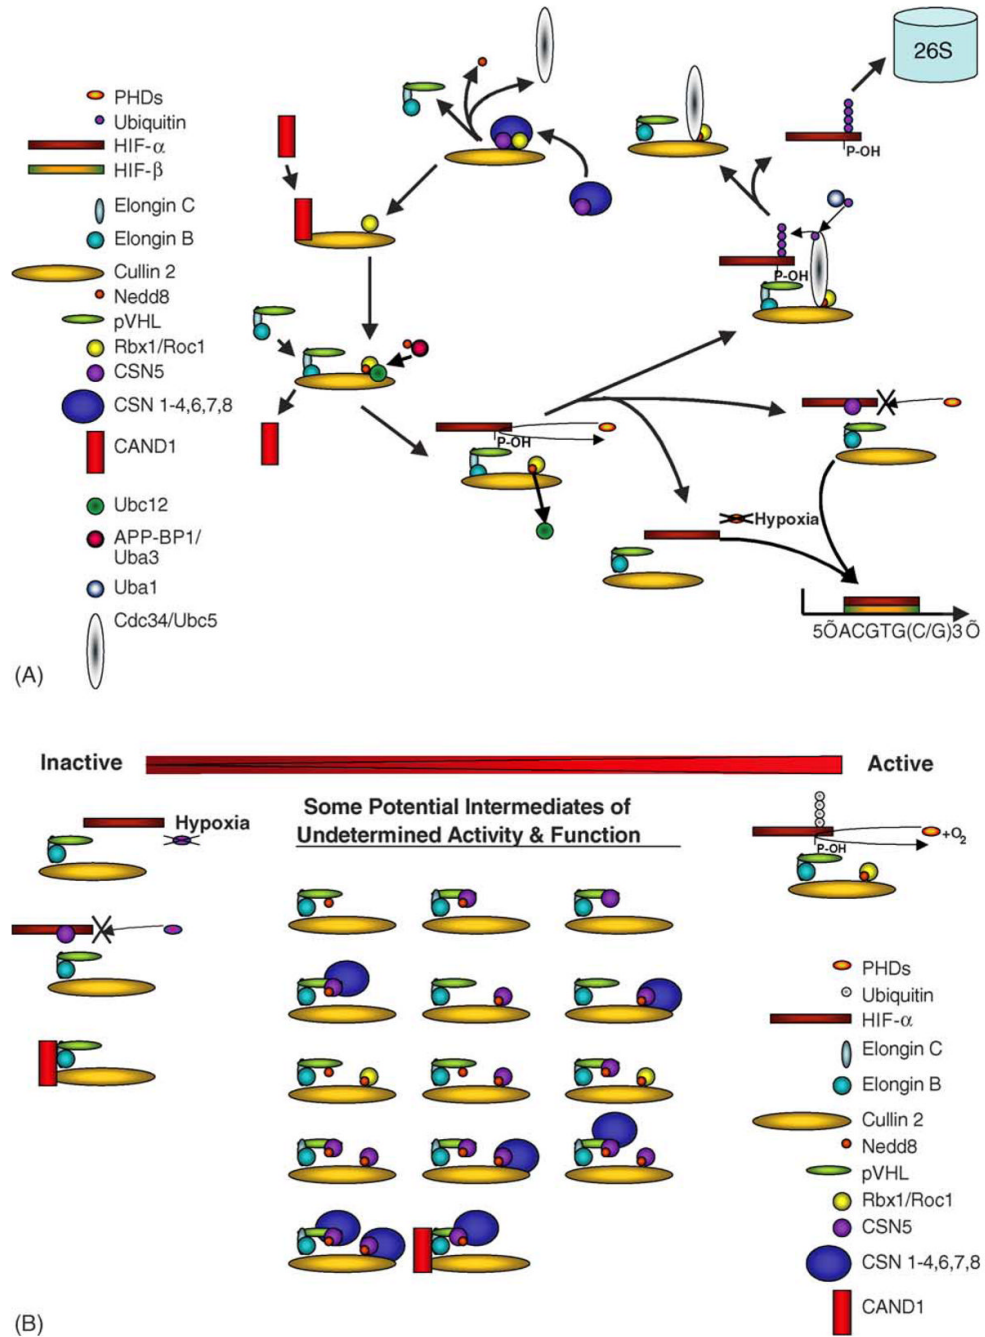 26S
PHDs
Ubiquitin
HIF-α
HIF-β
Elongin C
Elongin B
Cullin 2
Nedd8
pVHL
Rbx1/Roc1
CSN5
CSN 1-4,6,7,8
CAND1
Ubc12
APP-BP1/
Uba3
Uba1
Cdc34/Ubc5
P-OH
P-OH
P-OH
Hypoxia
5ÕACGTG(C/G)3Õ
(A)
Inactive
Active
Some Potential Intermediates of
Undetermined Activity & Function
Hypoxia
+O₂
P-OH
PHDs
Ubiquitin
HIF-α
Elongin C
Elongin B
Cullin 2
Nedd8
pVHL
Rbx1/Roc1
CSN5
CSN 1-4,6,7,8
CAND1
(B)